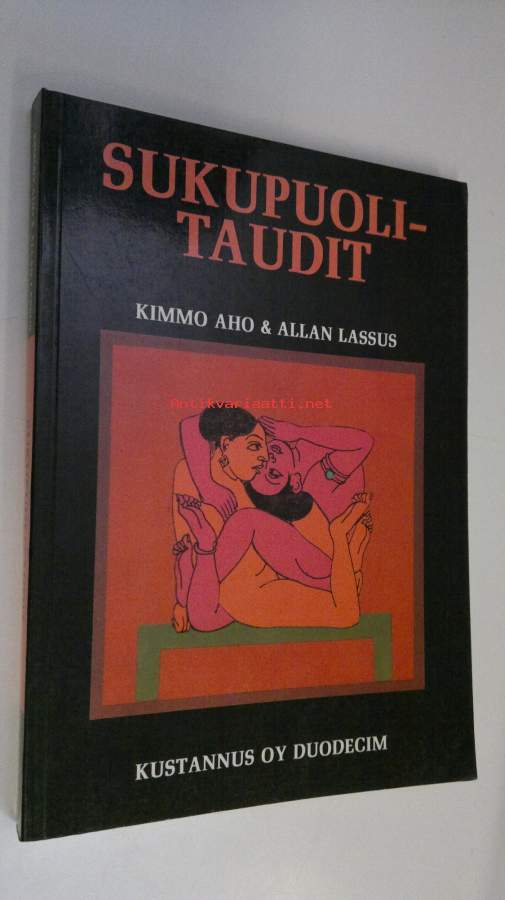 SUKUPUOLI-
TAUDIT
KIMMO AHO & ALLAN LASSUS
Antikvariaatti.net
KUSTANNUS OY DUODECIM